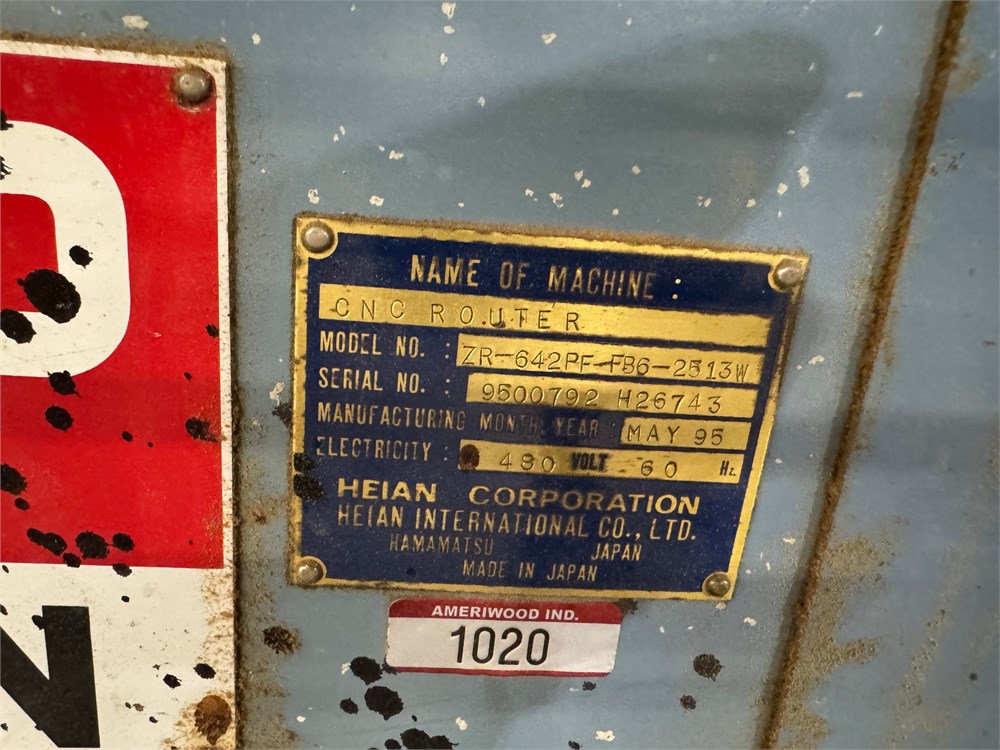 NAME OF MACHINE :
CNC ROUTER
MODEL NO. : ZR-642PF-FB6-2513W
SERIAL NO. : 9500792 H26743
MANUFACTURING MONTH, YEAR : MAY 95
ELECTRICITY : 480 VOLT 60 Hz
HEIAN CORPORATION
HEIAN INTERNATIONAL CO., LTD.
HAMAMATSU JAPAN
MADE IN JAPAN
AMERIWOOD IND.
1020